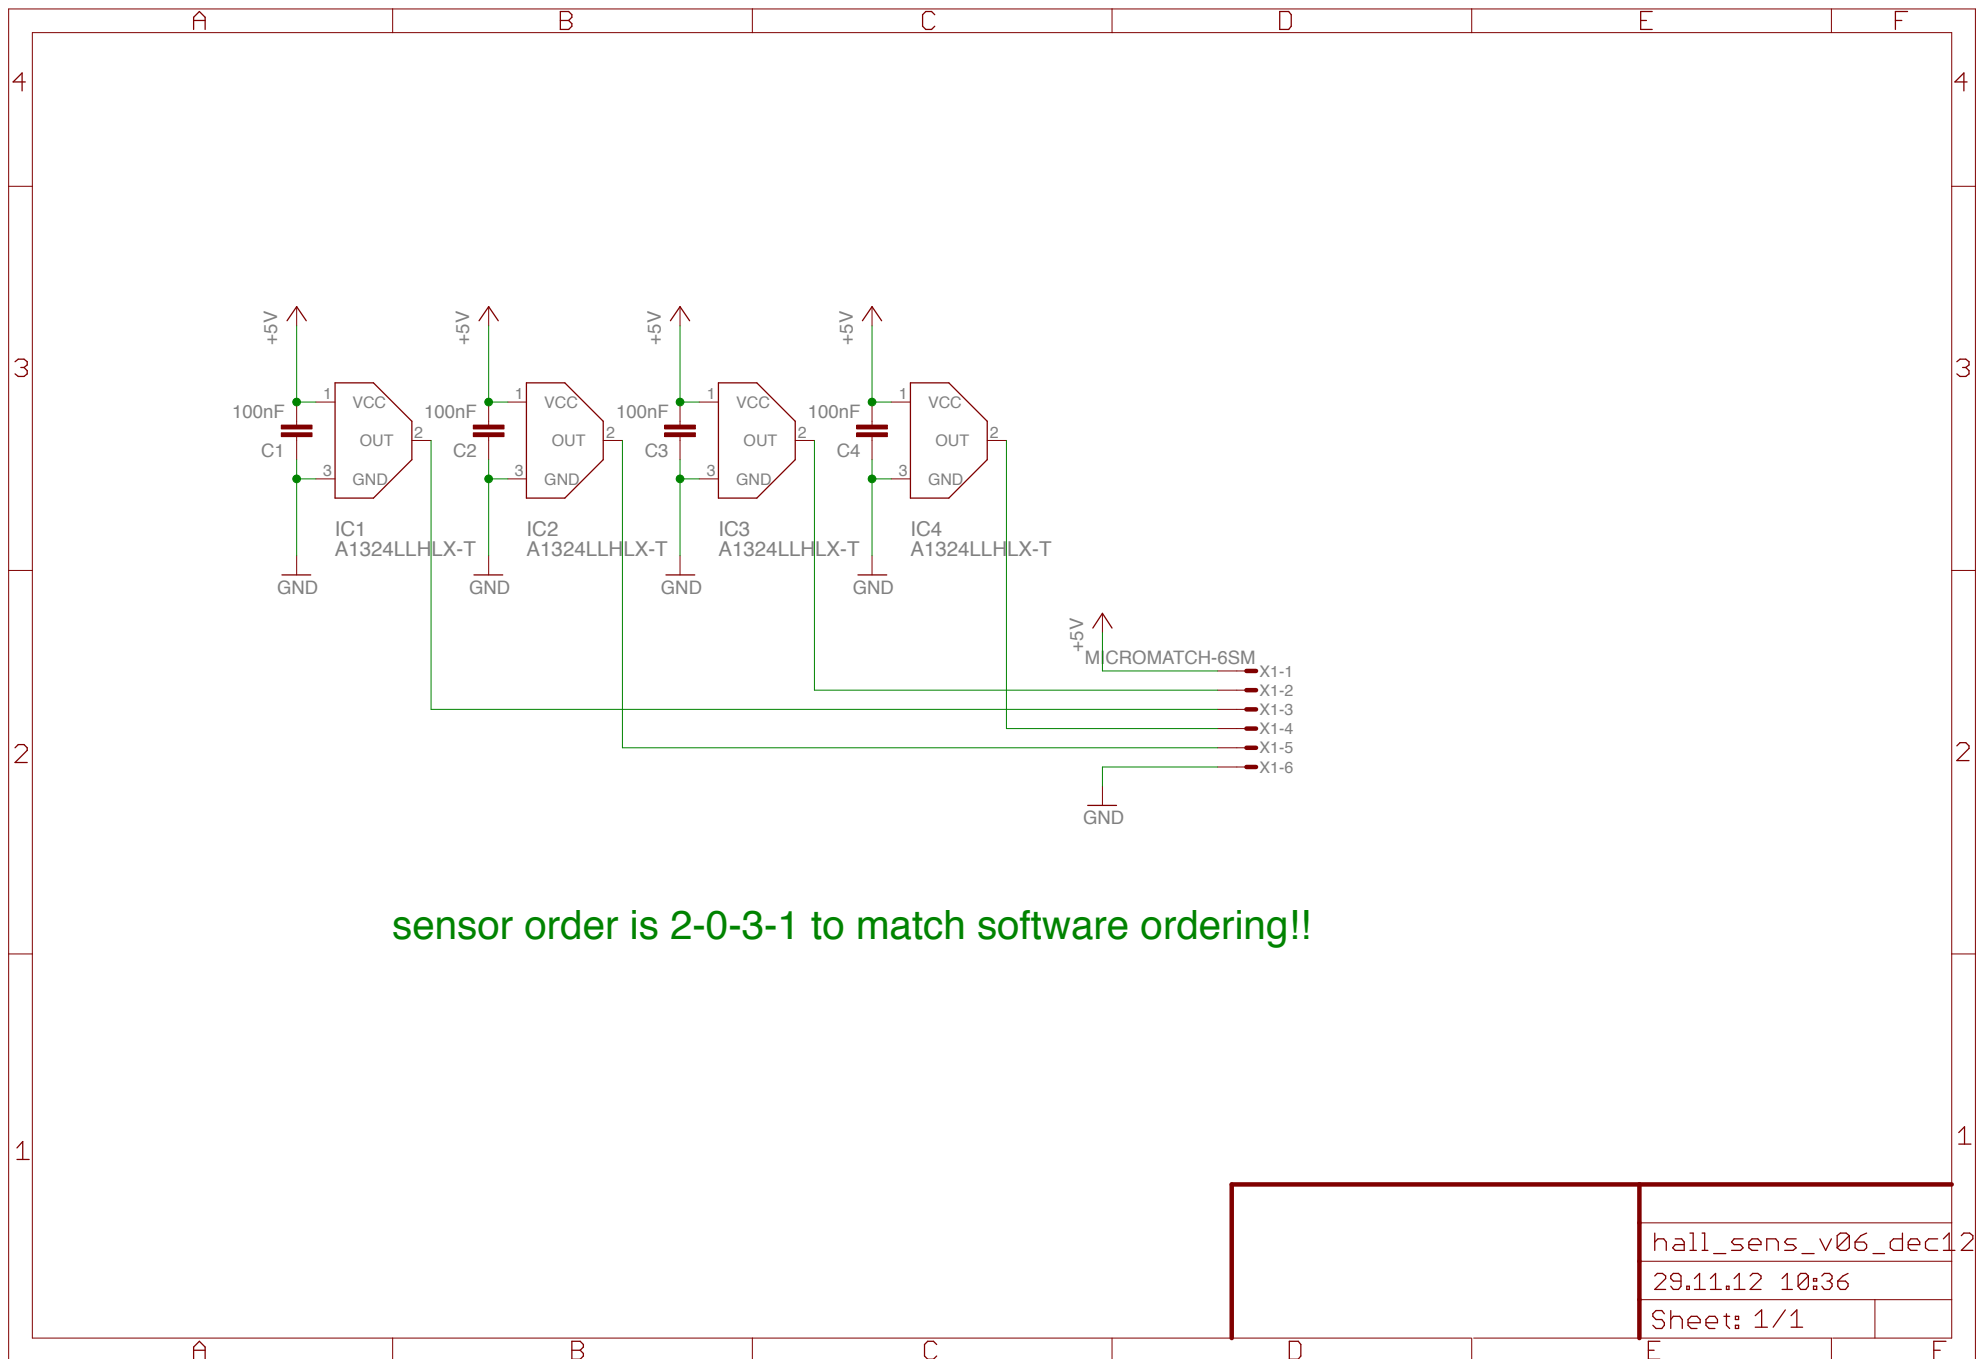 A B C D E F
4 4
+5V +5V +5V +5V
3 3
1 VCC 1 VCC 1 VCC 1 VCC
100nF 100nF 100nF 100nF
OUT 2 OUT 2 OUT 2 OUT 2
C1 C2 C3 C4
3 GND 3 GND 3 GND 3 GND
IC1 IC2 IC3 IC4
A1324LLHLX-T A1324LLHLX-T A1324LLHLX-T A1324LLHLX-T
GND GND GND GND
+5V
MICROMATCH-6SM
X1-1
X1-2
X1-3
X1-4
2 2
X1-5
X1-6
GND
sensor order is 2-0-3-1 to match software ordering!!
1 1
hall_sens_v06_dec12
29.11.12 10:36
Sheet: 1/1
A B C D E F